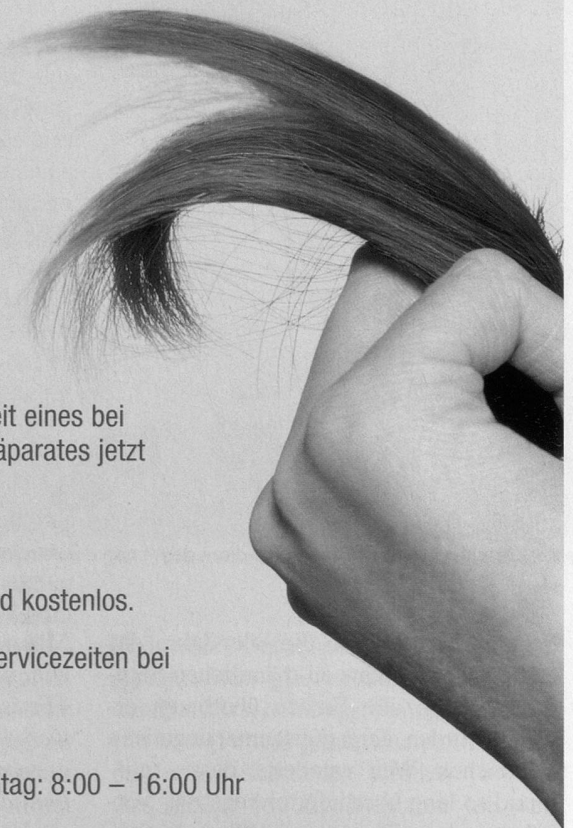 eit eines bei
äparates jetzt
d kostenlos.
ervicezeiten bei
tag: 8:00 – 16:00 Uhr